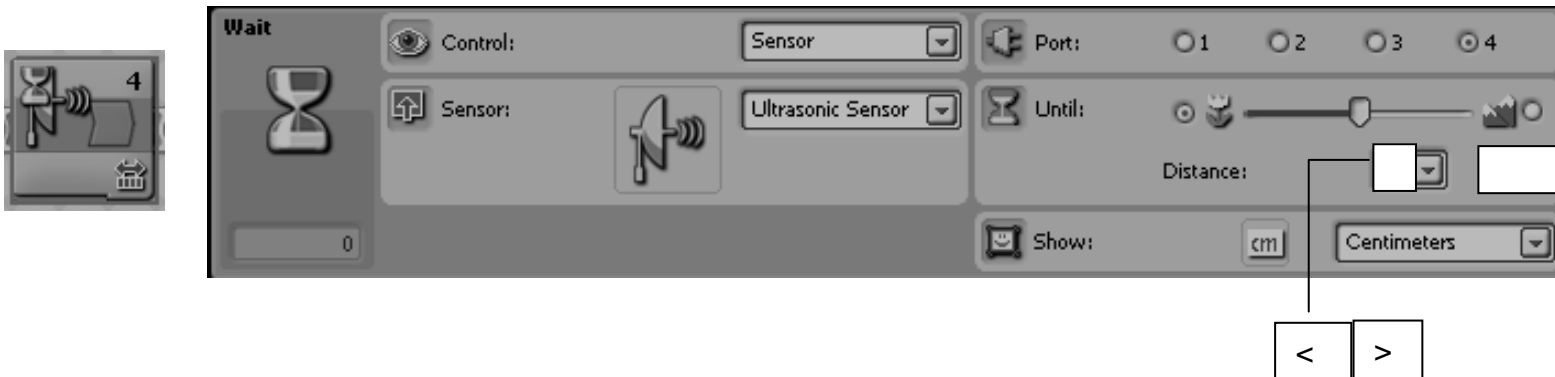 4
Wait
Control: Sensor
Port: 1 2 3 4
Sensor: Ultrasonic Sensor
Until:
Distance:
0
Show: cm Centimeters
< >